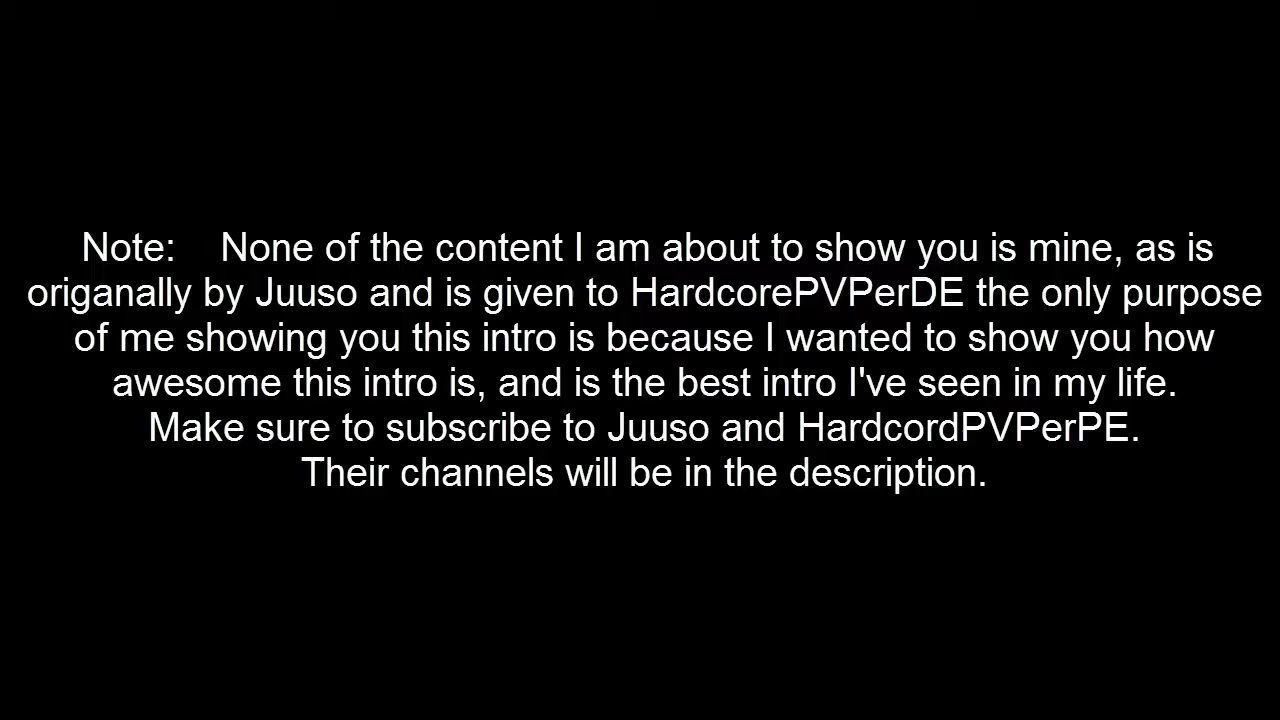 Note:    None of the content I am about to show you is mine, as is
origanally by Juuso and is given to HardcorePVPerDE the only purpose
of me showing you this intro is because I wanted to show you how
awesome this intro is, and is the best intro I've seen in my life.
Make sure to subscribe to Juuso and HardcordPVPerPE.
Their channels will be in the description.